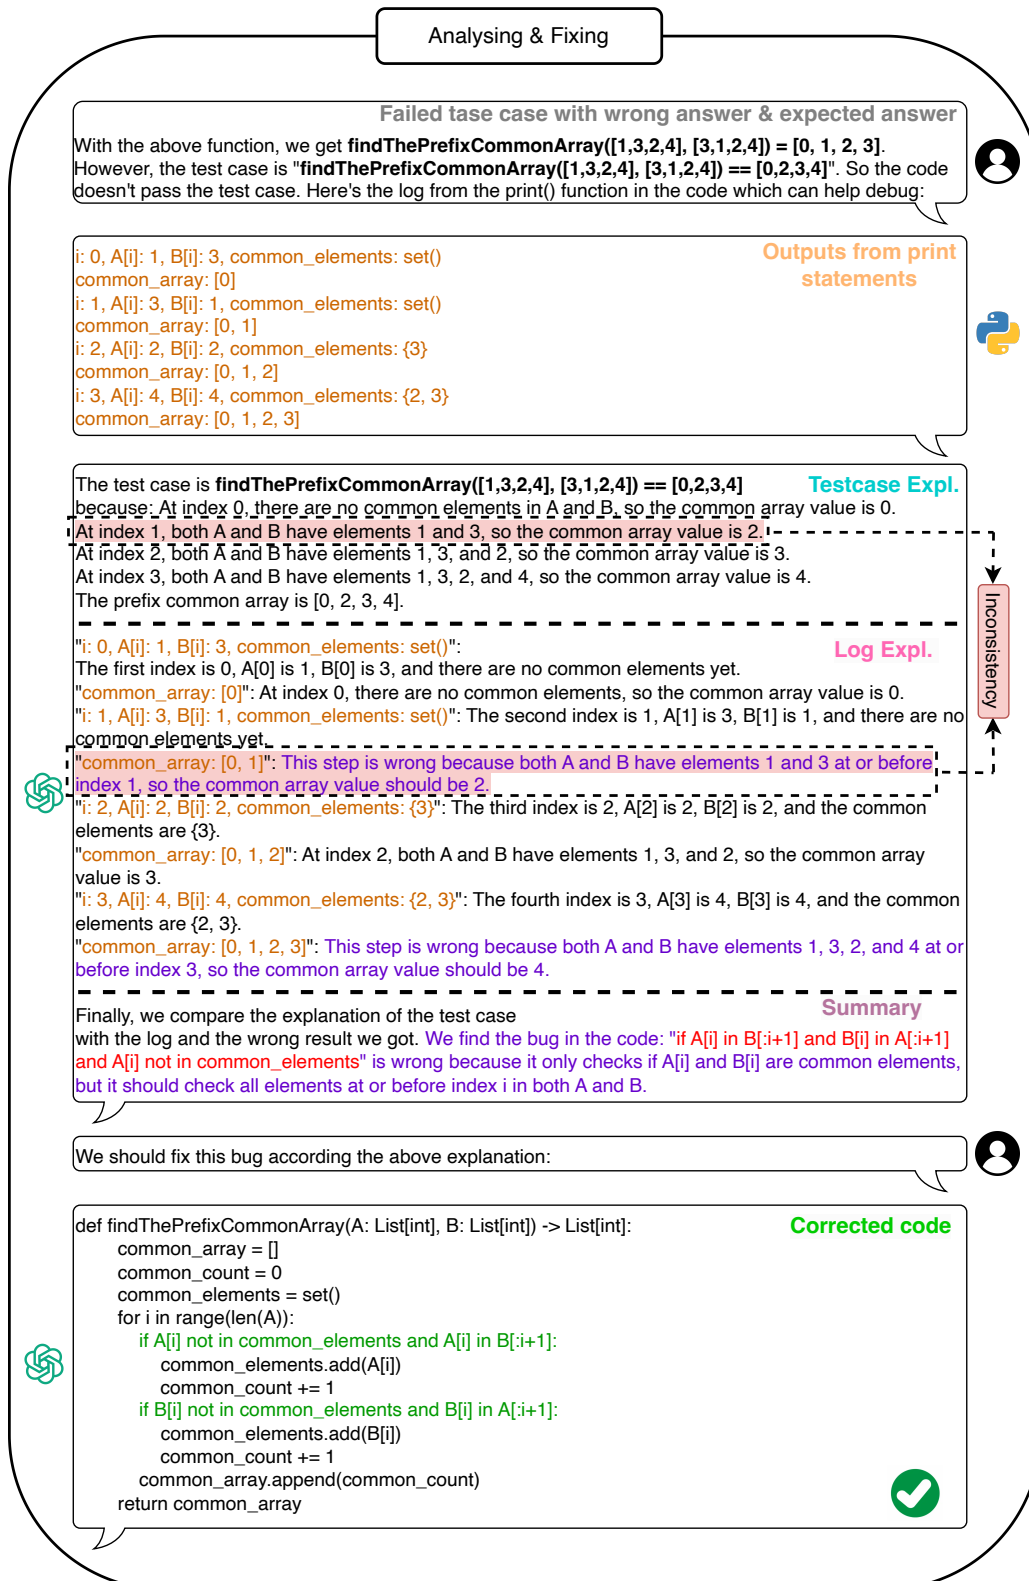 Analysing & Fixing
Failed tase case with wrong answer & expected answer
With the above function, we get findThePrefixCommonArray([1,3,2,4], [3,1,2,4]) = [0, 1, 2, 3].
However, the test case is "findThePrefixCommonArray([1,3,2,4], [3,1,2,4]) == [0,2,3,4]". So the code
doesn't pass the test case. Here's the log from the print() function in the code which can help debug:
Outputs from print
statements
i: 0, A[i]: 1, B[i]: 3, common_elements: set()
common_array: [0]
i: 1, A[i]: 3, B[i]: 1, common_elements: set()
common_array: [0, 1]
i: 2, A[i]: 2, B[i]: 2, common_elements: {3}
common_array: [0, 1, 2]
i: 3, A[i]: 4, B[i]: 4, common_elements: {2, 3}
common_array: [0, 1, 2, 3]
The test case is findThePrefixCommonArray([1,3,2,4], [3,1,2,4]) == [0,2,3,4]
Testcase Expl.
because: At index 0, there are no common elements in A and B, so the common array value is 0.
At index 1, both A and B have elements 1 and 3, so the common array value is 2.
At index 2, both A and B have elements 1, 3, and 2, so the common array value is 3.
At index 3, both A and B have elements 1, 3, 2, and 4, so the common array value is 4.
The prefix common array is [0, 2, 3, 4].
Inconsistency
"i: 0, A[i]: 1, B[i]: 3, common_elements: set()":
Log Expl.
The first index is 0, A[0] is 1, B[0] is 3, and there are no common elements yet.
"common_array: [0]": At index 0, there are no common elements, so the common array value is 0.
"i: 1, A[i]: 3, B[i]: 1, common_elements: set()": The second index is 1, A[1] is 3, B[1] is 1, and there are no
common elements yet.
"common_array: [0, 1]": This step is wrong because both A and B have elements 1 and 3 at or before
index 1, so the common array value should be 2.
"i: 2, A[i]: 2, B[i]: 2, common_elements: {3}": The third index is 2, A[2] is 2, B[2] is 2, and the common
elements are {3}.
"common_array: [0, 1, 2]": At index 2, both A and B have elements 1, 3, and 2, so the common array
value is 3.
"i: 3, A[i]: 4, B[i]: 4, common_elements: {2, 3}": The fourth index is 3, A[3] is 4, B[3] is 4, and the common
elements are {2, 3}.
"common_array: [0, 1, 2, 3]": This step is wrong because both A and B have elements 1, 3, 2, and 4 at or
before index 3, so the common array value should be 4.
Summary
Finally, we compare the explanation of the test case
with the log and the wrong result we got. We find the bug in the code: "if A[i] in B[:i+1] and B[i] in A[:i+1]
and A[i] not in common_elements" is wrong because it only checks if A[i] and B[i] are common elements,
but it should check all elements at or before index i in both A and B.
We should fix this bug according the above explanation:
def findThePrefixCommonArray(A: List[int], B: List[int]) -> List[int]:
Corrected code
common_array = []
common_count = 0
common_elements = set()
for i in range(len(A)):
if A[i] not in common_elements and A[i] in B[:i+1]:
common_elements.add(A[i])
common_count += 1
if B[i] not in common_elements and B[i] in A[:i+1]:
common_elements.add(B[i])
common_count += 1
common_array.append(common_count)
return common_array